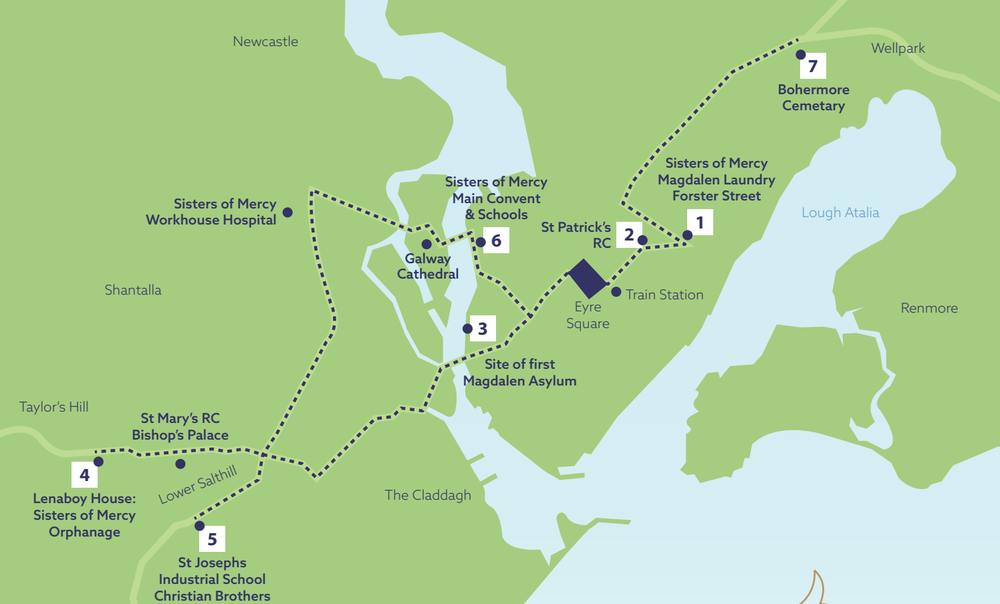 Newcastle
Wellpark
7
Bohermore
Cemetary
Sisters of Mercy
Magdalen Laundry
Forster Street
1
Sisters of Mercy
Main Convent
& Schools
6
Sisters of Mercy
Workhouse Hospital
St Patrick's
RC
2
Lough Atalia
Galway
Cathedral
Shantalla
Train Station
Eyre
Square
Renmore
3
Site of first
Magdalen Asylum
Taylor's Hill
St Mary's RC
Bishop's Palace
4
Lenaboy House:
Sisters of Mercy
Orphanage
Lower Salthill
The Claddagh
5
St Josephs
Industrial School
Christian Brothers